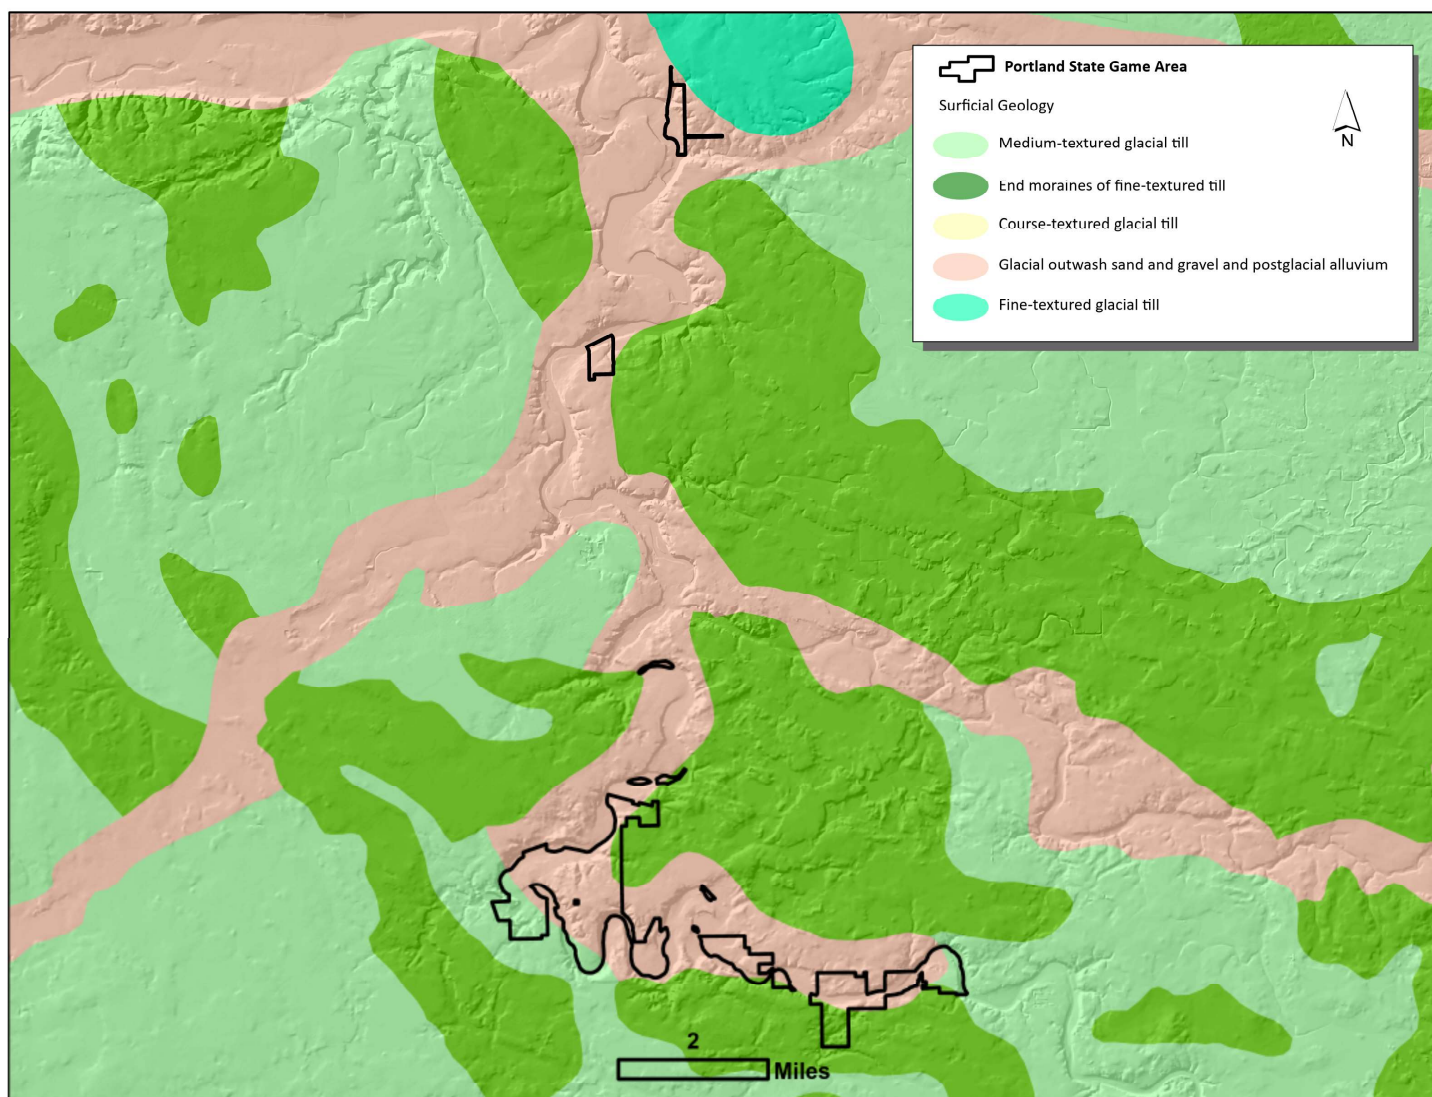 Portland State Game Area
Surficial Geology
Medium-textured glacial till
End moraines of fine-textured till
Course-textured glacial till
Glacial outwash sand and gravel and postglacial alluvium
Fine-textured glacial till
N
2
Miles